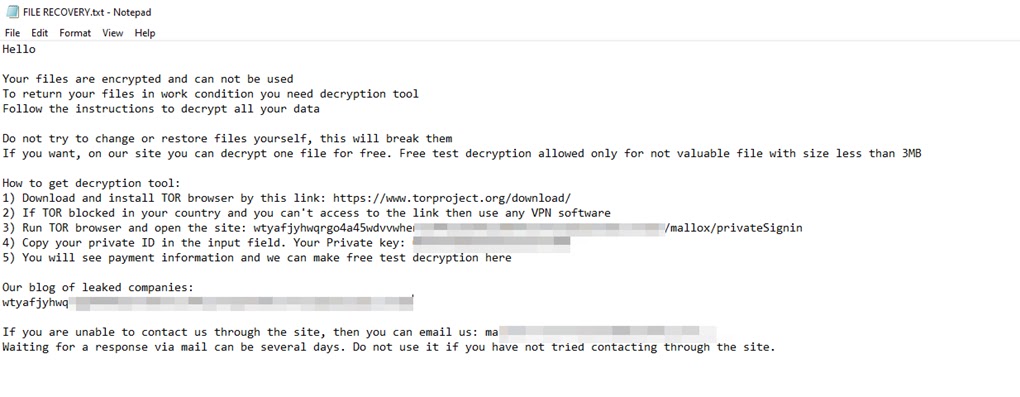 FILE RECOVERY.txt - Notepad
File Edit Format View Help
Hello
Your files are encrypted and can not be used
To return your files in work condition you need decryption tool
Follow the instructions to decrypt all your data
Do not try to change or restore files yourself, this will break them
If you want, on our site you can decrypt one file for free. Free test decryption allowed only for not valuable file with size less than 3MB
How to get decryption tool:
1) Download and install TOR browser by this link: https://www.torproject.org/download/
2) If TOR blocked in your country and you can't access to the link then use any VPN software
3) Run TOR browser and open the site: wtyafjyhwqrgo4a45wdvvwhe /mallox/privateSignin
4) Copy your private ID in the input field. Your Private key:
5) You will see payment information and we can make free test decryption here
Our blog of leaked companies:
wtyafjyhwq
If you are unable to contact us through the site, then you can email us: ma
Waiting for a response via mail can be several days. Do not use it if you have not tried contacting through the site.